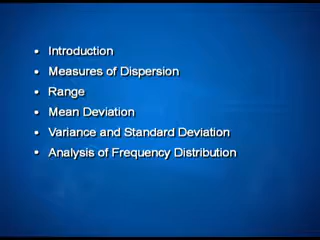 • Introduction
• Measures of Dispersion
• Range
• Mean Deviation
• Variance and Standard Deviation
• Analysis of Frequency Distribution